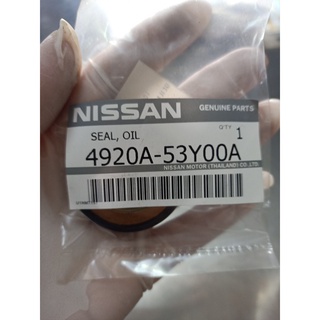 NISSAN GENUINE PARTS
SEAL, OIL QTY 1
4920A-53Y00A
NISSAN MOTOR (THAILAND) CO.,LTD.